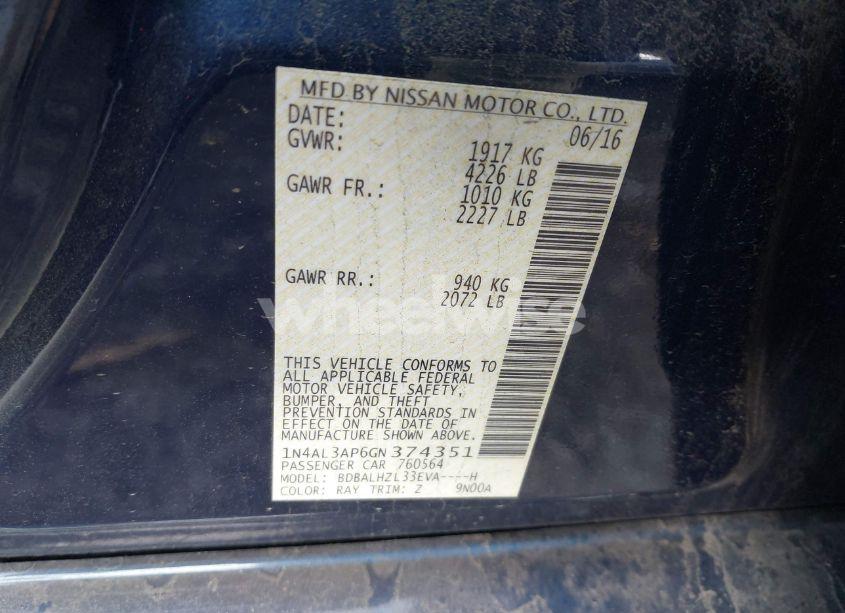 MFD BY NISSAN MOTOR CO., LTD.
DATE: 06/16
GVWR: 1917 KG
4226 LB
GAWR FR.: 1010 KG
2227 LB
GAWR RR.: 940 KG
2072 LB
wheelwise
THIS VEHICLE CONFORMS TO
ALL APPLICABLE FEDERAL
MOTOR VEHICLE SAFETY,
BUMPER, AND THEFT
PREVENTION STANDARDS IN
EFFECT ON THE DATE OF
MANUFACTURE SHOWN ABOVE.
1N4AL3AP6GN374351
PASSENGER CAR 760564
MODEL: BDBALHZL33EVA----H
COLOR: RAY TRIM: Z 9N00A